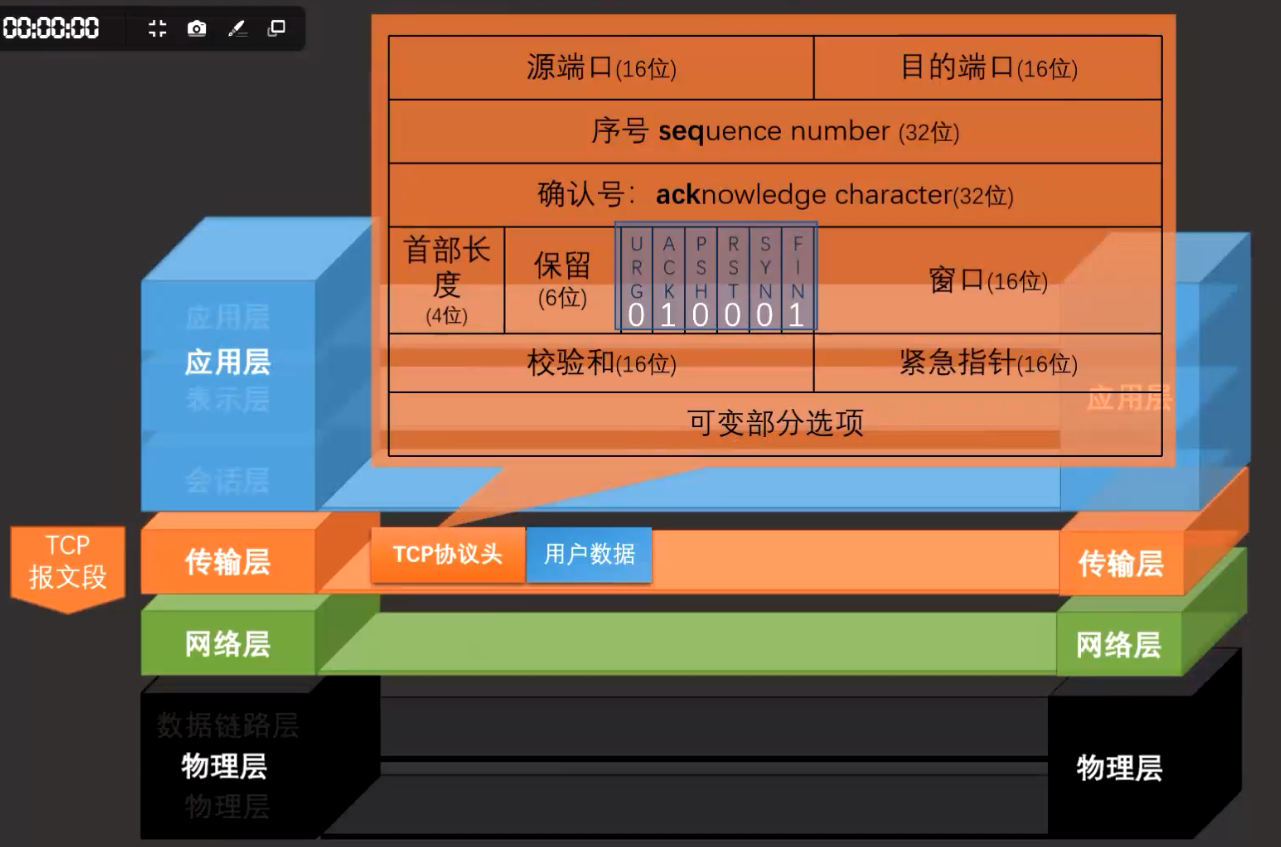 00:00:00
源端口(16位)
目的端口(16位)
序号 sequence number (32位)
确认号：acknowledge character(32位)
首部长
度
(4位)
保留
(6位)
URG
ACK
PSH
RST
SYN
FIN
0 1 0 0 0 1
窗口(16位)
校验和(16位)
紧急指针(16位)
可变部分选项
应用层
应用层
表示层
会话层
应用层
TCP
报文段
传输层
TCP协议头
用户数据
传输层
网络层
网络层
数据链路层
物理层
物理层
物理层